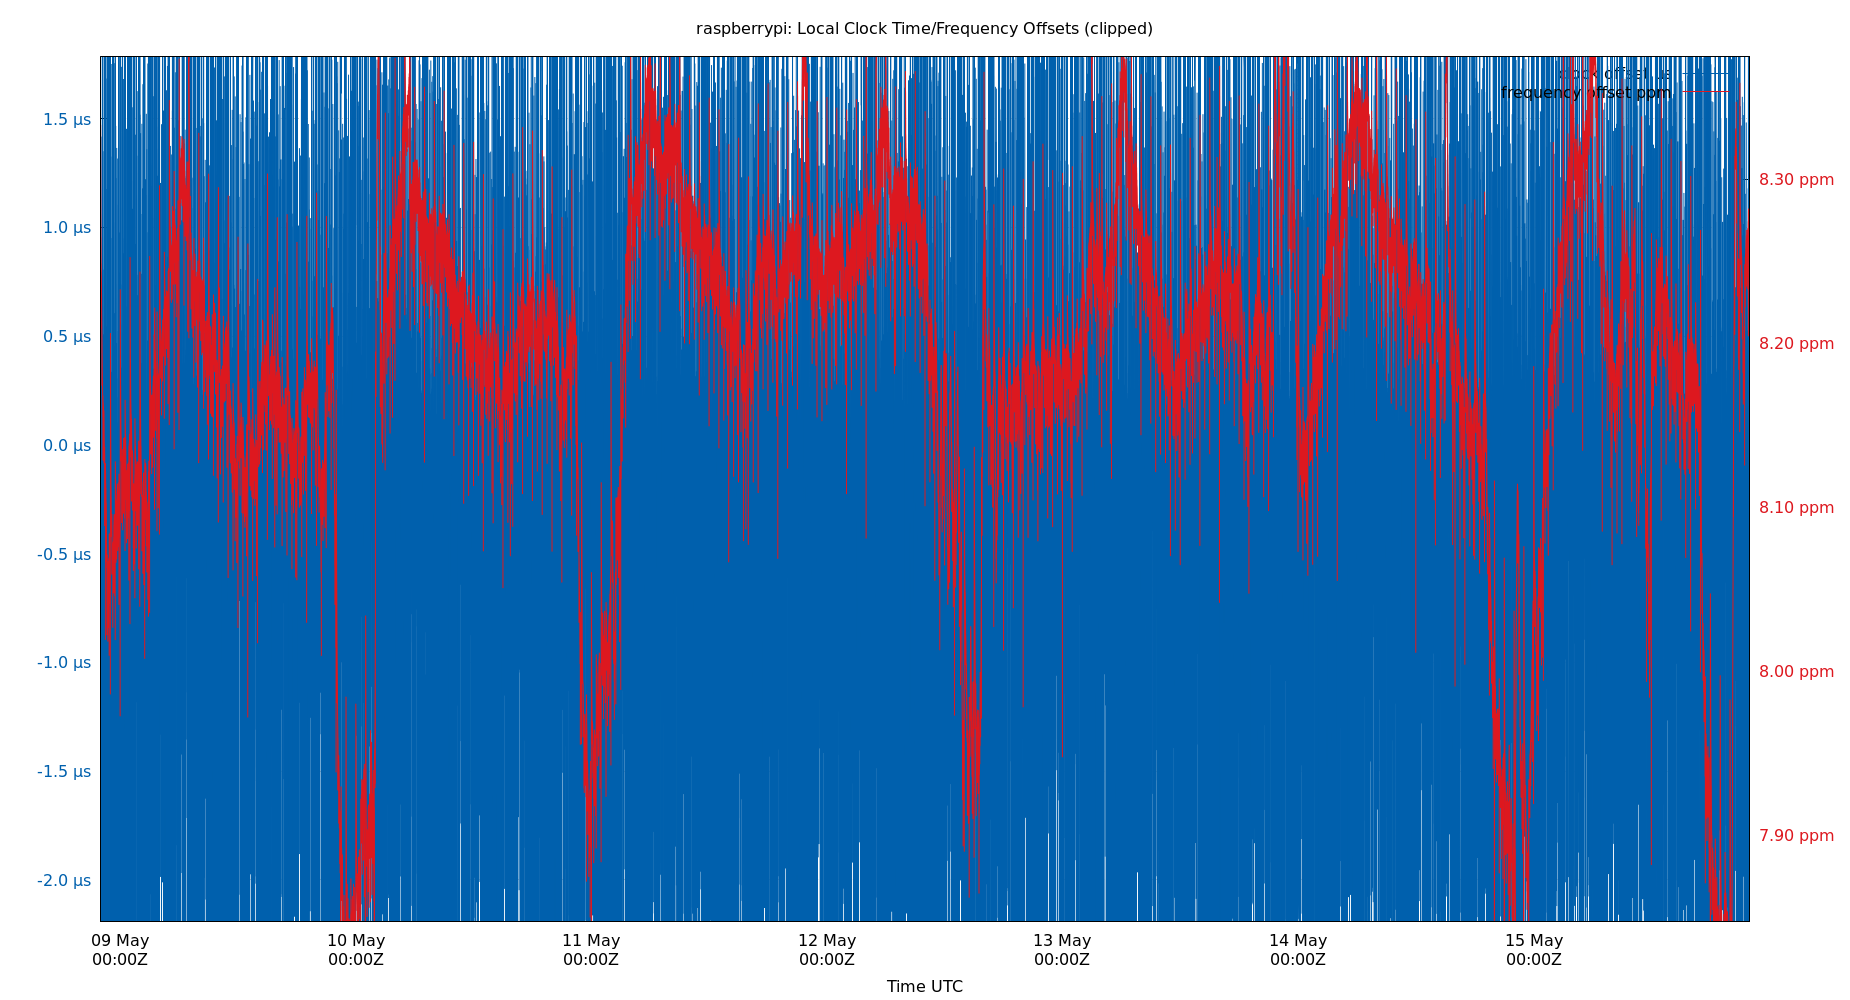 raspberrypi: Local Clock Time/Frequency Offsets (clipped)
clock offset µs
frequency offset ppm
1.5 µs
1.0 µs
0.5 µs
0.0 µs
-0.5 µs
-1.0 µs
-1.5 µs
-2.0 µs
8.30 ppm
8.20 ppm
8.10 ppm
8.00 ppm
7.90 ppm
09 May
00:00Z
10 May
00:00Z
11 May
00:00Z
12 May
00:00Z
13 May
00:00Z
14 May
00:00Z
15 May
00:00Z
Time UTC